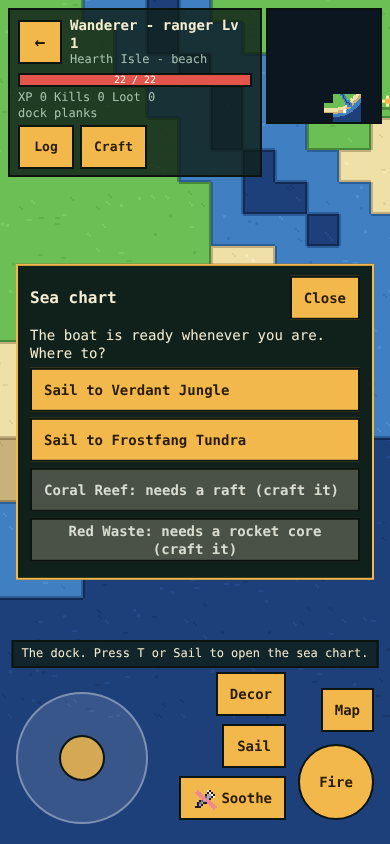 ←
Wanderer - ranger Lv
1
Hearth Isle - beach
22 / 22
XP 0 Kills 0 Loot 0
dock planks
Log
Craft
Sea chart
Close
The boat is ready whenever you are.
Where to?
Sail to Verdant Jungle
Sail to Frostfang Tundra
Coral Reef: needs a raft (craft it)
Red Waste: needs a rocket core
(craft it)
The dock. Press T or Sail to open the sea chart.
Decor
Map
Sail
Fire
Soothe